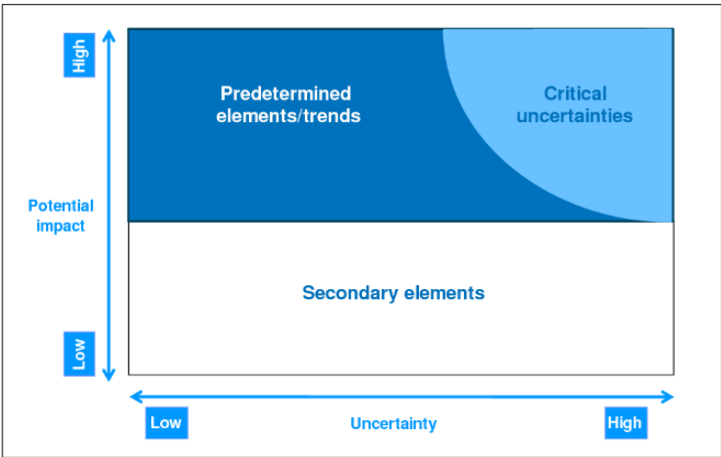 High
Predetermined
elements/trends
Critical
uncertainties
Potential
impact
Secondary elements
Low
Low
Uncertainty
High